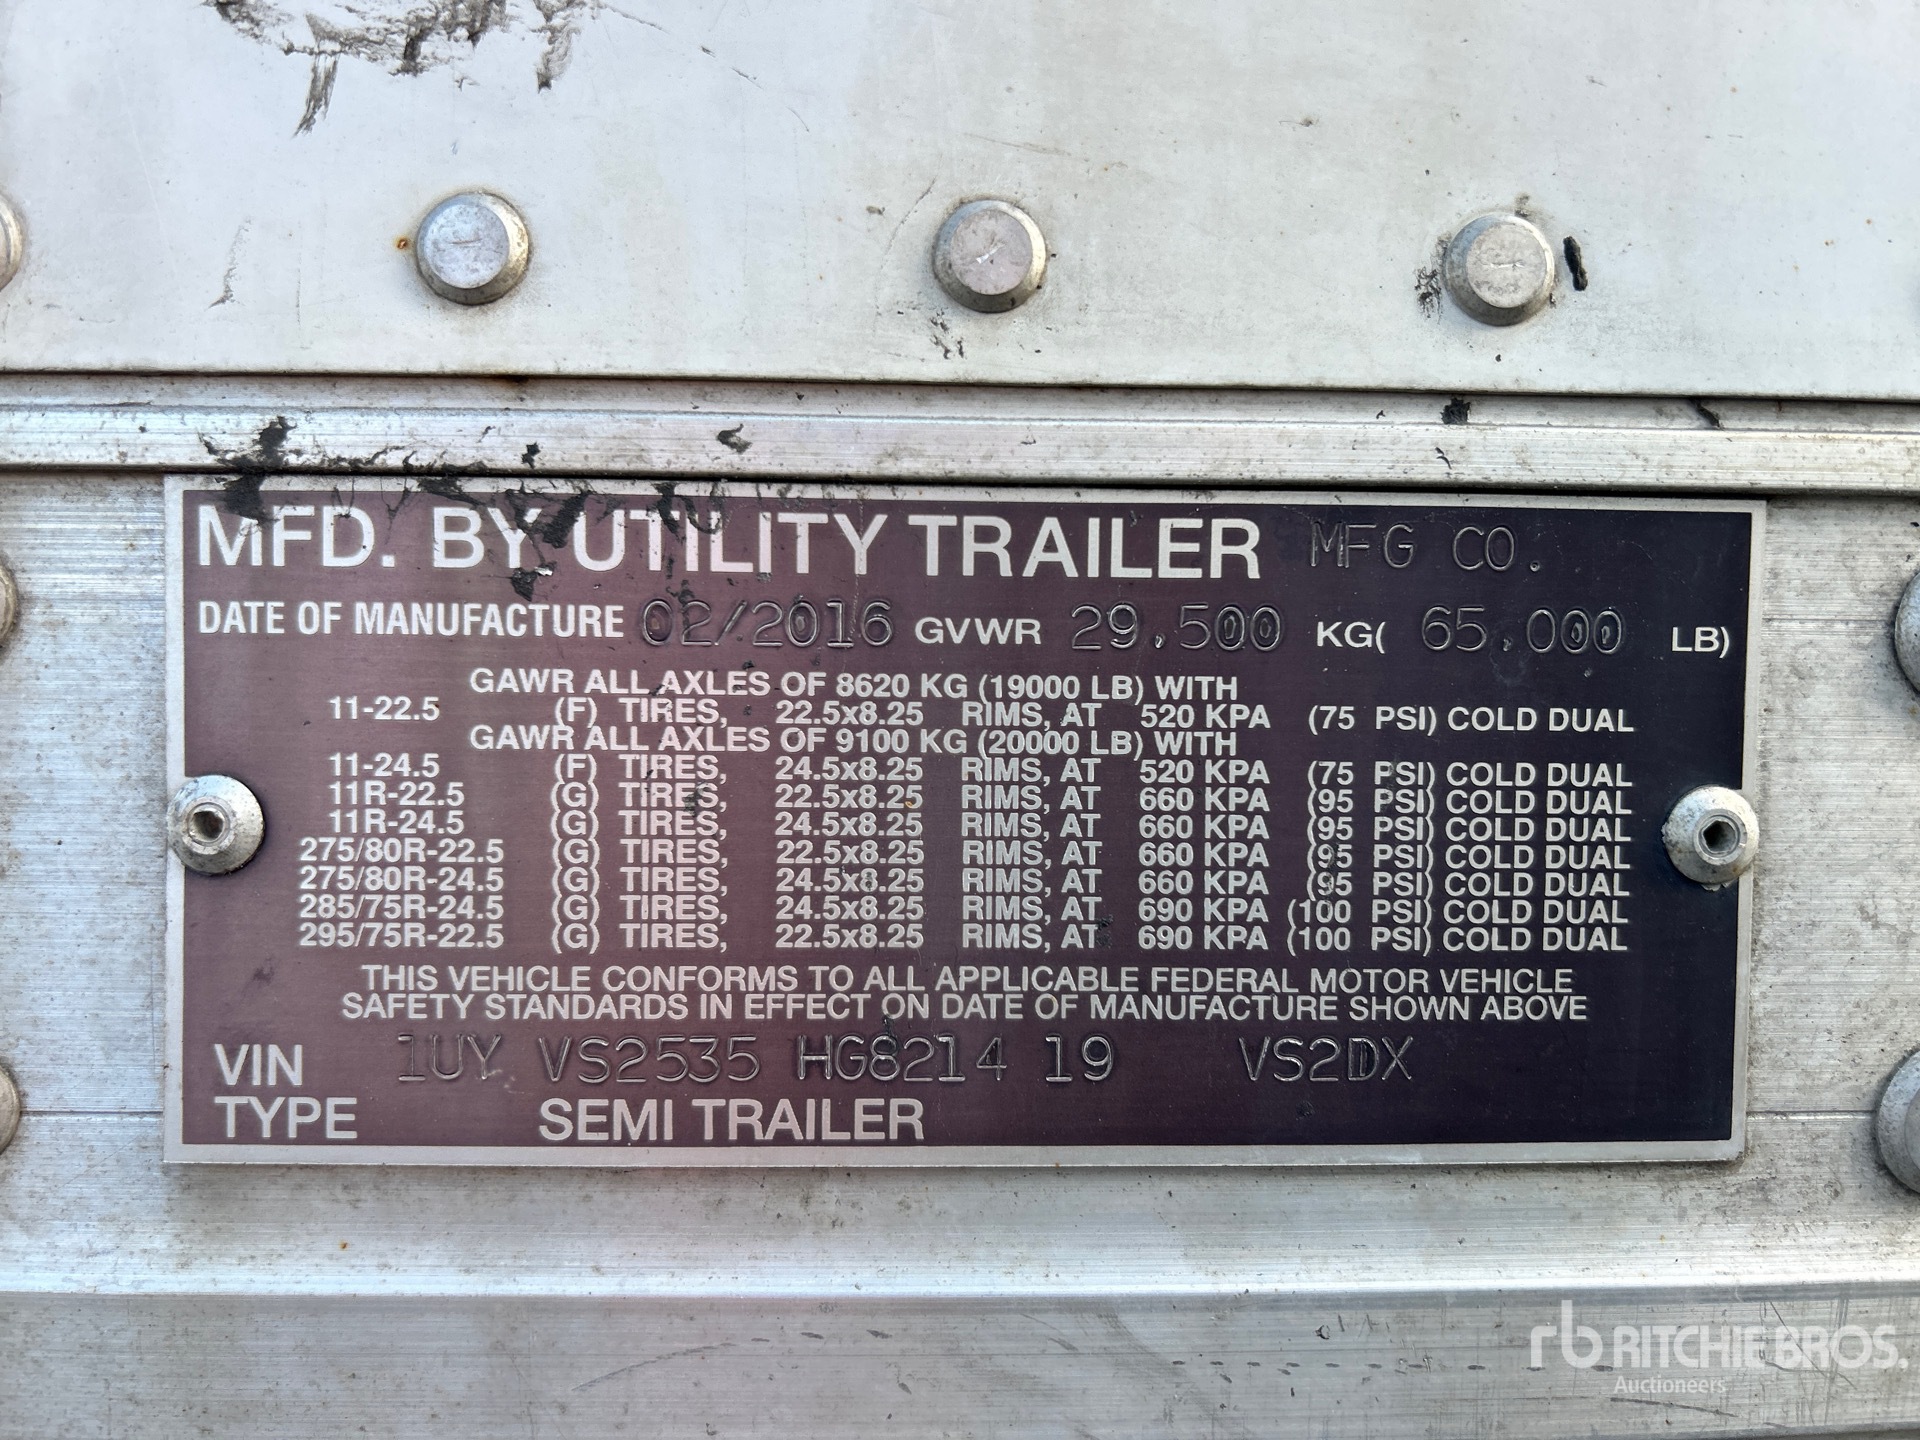 MFD. BY UTILITY TRAILER MFG CO.
DATE OF MANUFACTURE 02/2016 GVWR 29,500 KG( 65,000 LB)
GAWR ALL AXLES OF 8620 KG (19000 LB) WITH
11-22.5 (F) TIRES, 22.5x8.25 RIMS, AT 520 KPA (75 PSI) COLD DUAL
GAWR ALL AXLES OF 9100 KG (20000 LB) WITH
11-24.5 (F) TIRES, 24.5x8.25 RIMS, AT 520 KPA (75 PSI) COLD DUAL
11R-22.5 (G) TIRES, 22.5x8.25 RIMS, AT 660 KPA (95 PSI) COLD DUAL
11R-24.5 (G) TIRES, 24.5x8.25 RIMS, AT 660 KPA (95 PSI) COLD DUAL
275/80R-22.5 (G) TIRES, 22.5x8.25 RIMS, AT 660 KPA (95 PSI) COLD DUAL
275/80R-24.5 (G) TIRES, 24.5x8.25 RIMS, AT 660 KPA (95 PSI) COLD DUAL
285/75R-24.5 (G) TIRES, 24.5x8.25 RIMS, AT 690 KPA (100 PSI) COLD DUAL
295/75R-22.5 (G) TIRES, 22.5x8.25 RIMS, AT 690 KPA (100 PSI) COLD DUAL
THIS VEHICLE CONFORMS TO ALL APPLICABLE FEDERAL MOTOR VEHICLE
SAFETY STANDARDS IN EFFECT ON DATE OF MANUFACTURE SHOWN ABOVE
VIN 1UY VS2535 HG8214 19 VS2DX
TYPE SEMI TRAILER
rb RITCHIE BROS.
Auctioneers